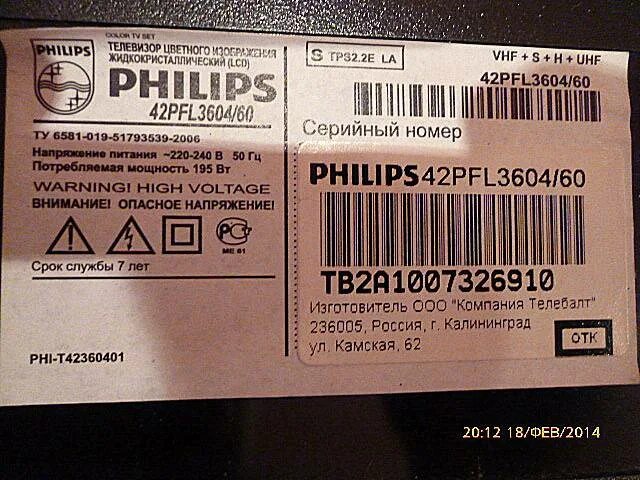 COLOR TV SET
PHILIPS
ТЕЛЕВИЗОР ЦВЕТНОГО ИЗОБРАЖЕНИЯ
ЖИДКОКРИСТАЛЛИЧЕСКИЙ (LCD)
PHILIPS
42PFL3604/60
ТУ 6581-019-51793539-2006
Напряжение питания ~220-240 В 50 Гц
Потребляемая мощность 195 Вт
WARNING! HIGH VOLTAGE
ВНИМАНИЕ! ОПАСНОЕ НАПРЯЖЕНИЕ!
МЕ 61
Срок службы 7 лет
PHI-T42360401
S TPS2.2E LA
VHF + S + H + UHF
42PFL3604/60
Серийный номер
PHILIPS 42PFL3604/60
TB2A1007326910
Изготовитель ООО "Компания Телебалт"
236005, Россия, г. Калининград
ул. Камская, 62
ОТК
20:12 18/ФЕВ/2014